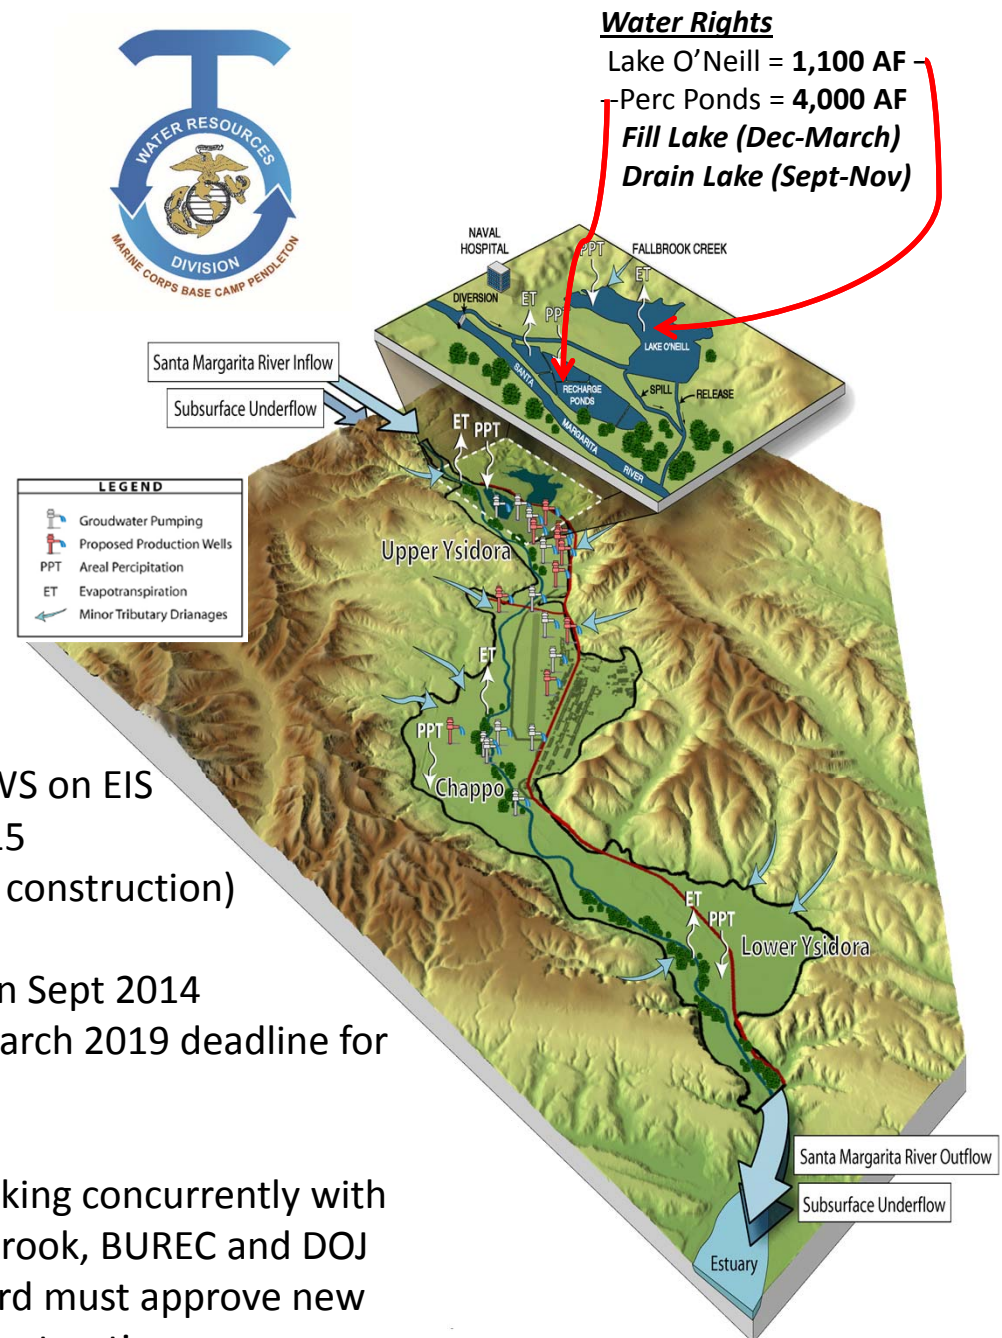 WATER RESOURCES
DIVISION
MARINE CORPS BASE CAMP PENDLETON
Water Rights
Lake O’Neill = 1,100 AF
Perc Ponds = 4,000 AF
Fill Lake (Dec-March)
Drain Lake (Sept-Nov)
NAVAL
HOSPITAL
PPT
FALLBROOK CREEK
ET
DIVERSION
ET
PPT
LAKE O'NEILL
SANTA
MARGARITA
RIVER
RECHARGE
PONDS
SPILL
RELEASE
Santa Margarita River Inflow
Subsurface Underflow
ET
PPT
LEGEND
Groudwater Pumping
Proposed Production Wells
PPT Areal Percipitation
ET Evapotranspiration
Minor Tributary Drianages
Upper Ysidora
ET
PPT
Chappo
WS on EIS
15
construction)
n Sept 2014
arch 2019 deadline for
ET
PPT
Lower Ysidora
king concurrently with
rook, BUREC and DOJ
rd must approve new
Santa Margarita River Outflow
Subsurface Underflow
Estuary